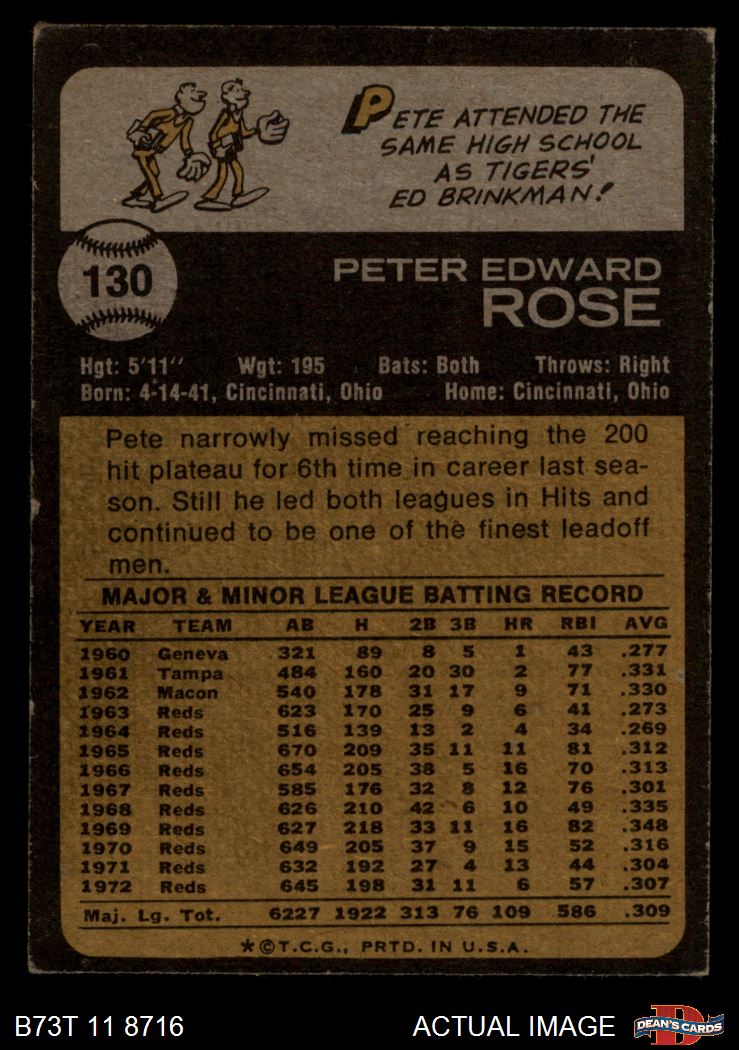 PETE ATTENDED THE
SAME HIGH SCHOOL
AS TIGERS'
ED BRINKMAN!
130
PETER EDWARD
ROSE
Hgt: 5'11" Wgt: 195 Bats: Both Throws: Right
Born: 4-14-41, Cincinnati, Ohio Home: Cincinnati, Ohio
Pete narrowly missed reaching the 200
hit plateau for 6th time in career last sea-
son. Still he led both leagues in Hits and
continued to be one of the finest leadoff
men.
MAJOR & MINOR LEAGUE BATTING RECORD
YEAR TEAM AB H 2B 3B HR RBI AVG
1960 Geneva 321 89 8 5 1 43 .277
1961 Tampa 484 160 20 30 2 77 .331
1962 Macon 540 178 31 17 9 71 .330
1963 Reds 623 170 25 9 6 41 .273
1964 Reds 516 139 13 2 4 34 .269
1965 Reds 670 209 35 11 11 81 .312
1966 Reds 654 205 38 5 16 70 .313
1967 Reds 585 176 32 8 12 76 .301
1968 Reds 626 210 42 6 10 49 .335
1969 Reds 627 218 33 11 16 82 .348
1970 Reds 649 205 37 9 15 52 .316
1971 Reds 632 192 27 4 13 44 .304
1972 Reds 645 198 31 11 6 57 .307
Maj. Lg. Tot. 6227 1922 313 76 109 586 .309
*©T.C.G., PRTD. IN U.S.A.
B73T 11 8716 ACTUAL IMAGE D DEAN'S CARDS